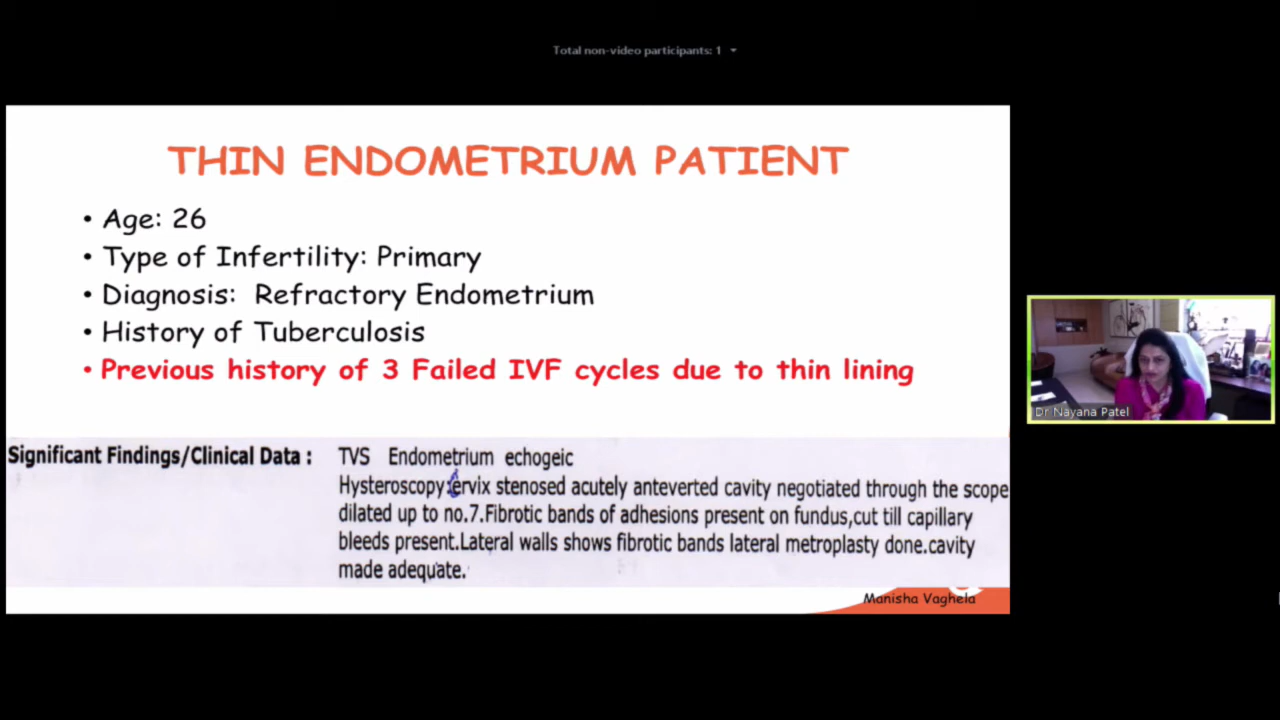 Total non-video participants: 1
THIN ENDOMETRIUM PATIENT
• Age: 26
• Type of Infertility: Primary
• Diagnosis: Refractory Endometrium
• History of Tuberculosis
• Previous history of 3 Failed IVF cycles due to thin lining
Significant Findings/Clinical Data : TVS Endometrium echogeic
Hysteroscopy:cervix stenosed acutely anteverted cavity negotiated through the scope
dilated up to no.7.Fibrotic bands of adhesions present on fundus,cut till capillary
bleeds present.Lateral walls shows fibrotic bands lateral metroplasty done.cavity
made adequate.
Manisha Vaghela
Dr Nayana Patel